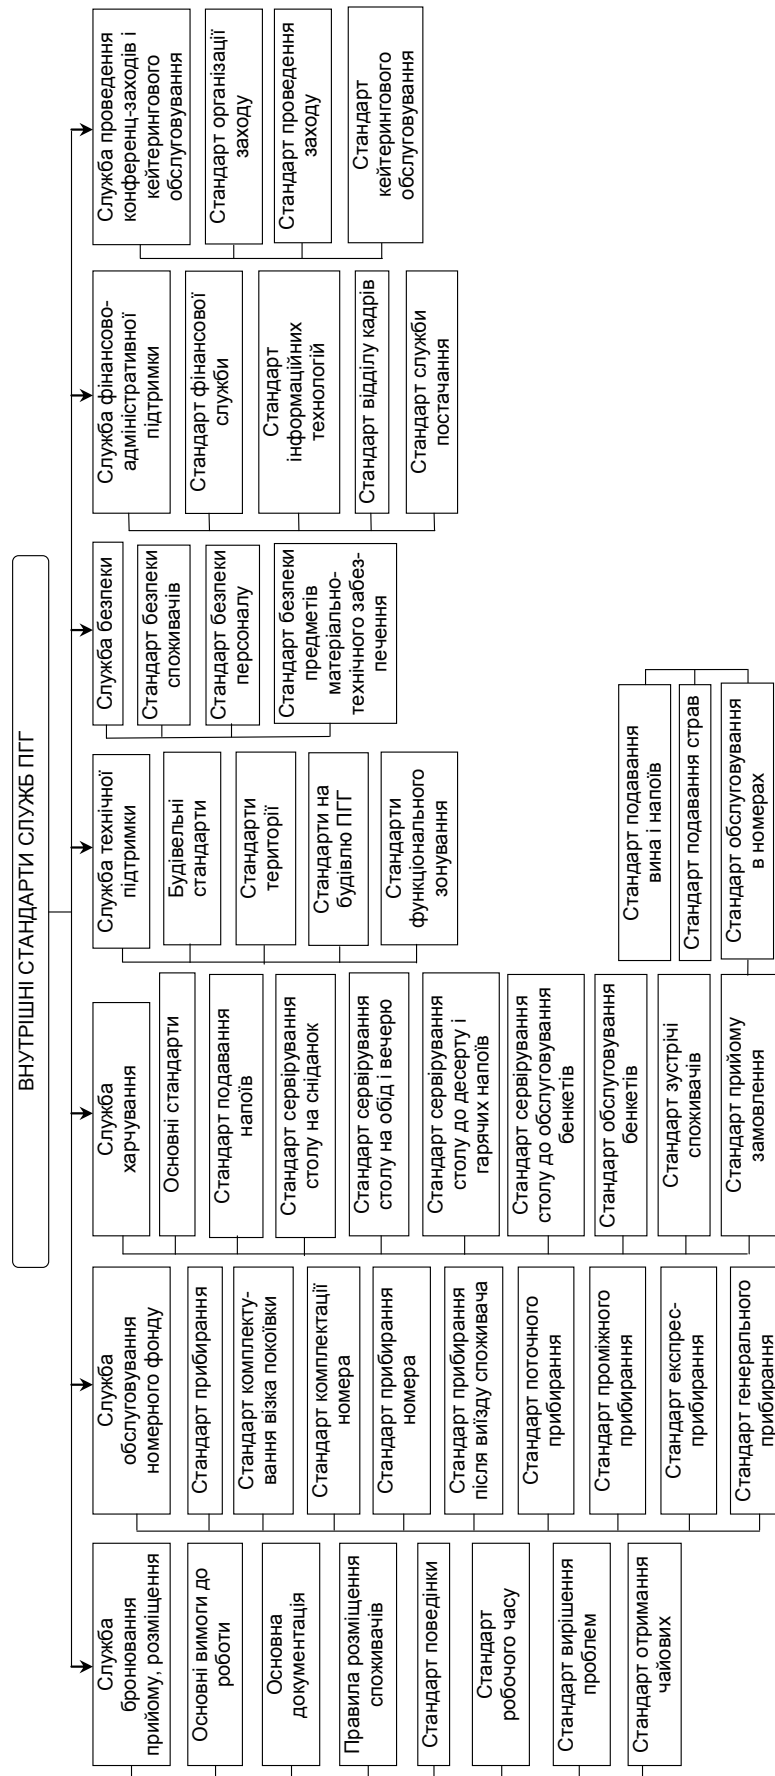 ВНУТРІШНІ СТАНДАРТИ СЛУЖБ ПГГ
Служба
бронювання
прийому, розміщення
Основні вимоги до
роботи
Основна
документація
Правила розміщення
споживачів
Стандарт поведінки
Стандарт
робочого часу
Стандарт вирішення
проблем
Стандарт отримання
чайових
Служба
обслуговування
номерного фонду
Стандарт прибирання
Стандарт комплекту-
вання візка покоївки
Стандарт комплектації
номера
Стандарт прибирання
номера
Стандарт прибирання
після виїзду споживача
Стандарт поточного
прибирання
Стандарт проміжного
прибирання
Стандарт експрес-
прибирання
Стандарт генерального
прибирання
Служба
харчування
Основні стандарти
Стандарт подавання
напоїв
Стандарт сервірування
столу на сніданок
Стандарт сервірування
столу на обід і вечерю
Стандарт сервірування
столу до десерту і
гарячих напоїв
Стандарт сервірування
столу до обслуговування
бенкетів
Стандарт обслуговування
бенкетів
Стандарт зустрічі
споживачів
Стандарт прийому
замовлення
Стандарт подавання
вина і напоїв
Стандарт подавання страв
Стандарт обслуговування
в номерах
Служба технічної
підтримки
Будівельні
стандарти
Стандарти
території
Стандарти на
будівлю ПГГ
Стандарти
функціонального
зонування
Служба безпеки
Стандарт безпеки
споживачів
Стандарт безпеки
персоналу
Стандарт безпеки
предметів
матеріально-
технічного забез-
печення
Служба фінансово-
адміністративної
підтримки
Стандарт фінансової
служби
Стандарт
інформаційних
технологій
Стандарт відділу кадрів
Стандарт служби
постачання
Служба проведення
конференц-заходів і
кейтерингового
обслуговування
Стандарт організації
заходу
Стандарт проведення
заходу
Стандарт
кейтерингового
обслуговування